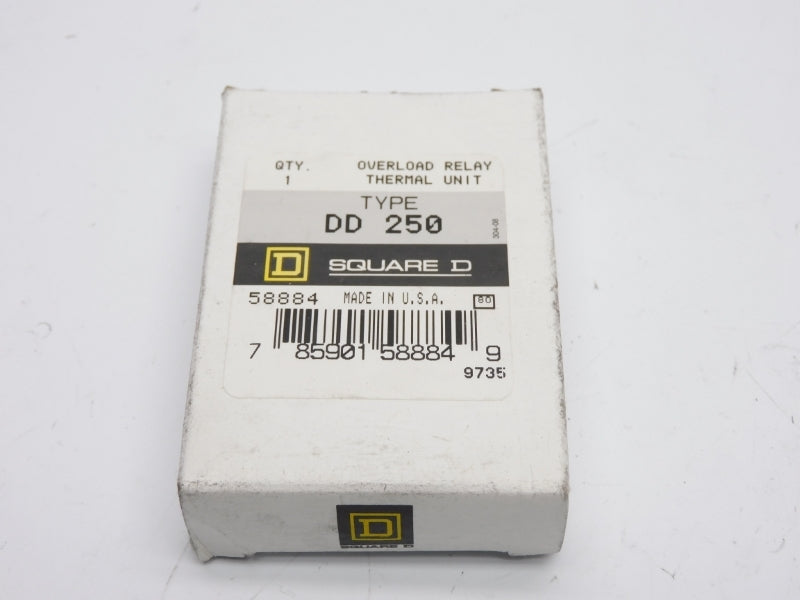 QTY. OVERLOAD RELAY
1 THERMAL UNIT
TYPE
DD 250
304-08
D SQUARE D
58884 MADE IN U.S.A. 80
7 85901 58884 9
9735
D
SQUARE D